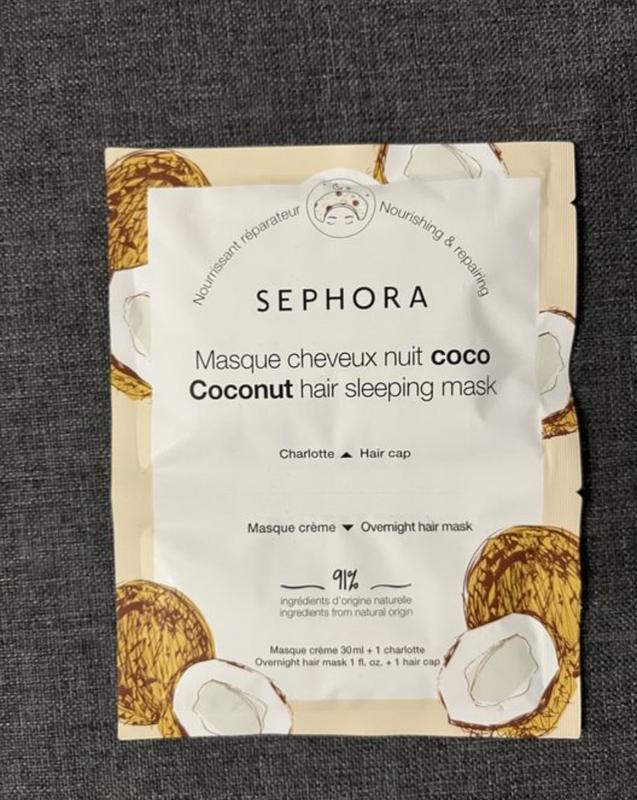 Nourrissant réparateur
Nourishing & repairing
SEPHORA
Masque cheveux nuit coco
Coconut hair sleeping mask
Charlotte ▲ Hair cap
Masque crème ▼ Overnight hair mask
91%
ingrédients d'origine naturelle
ingredients from natural origin
Masque crème 30ml + 1 charlotte
Overnight hair mask 1 fl. oz. + 1 hair cap